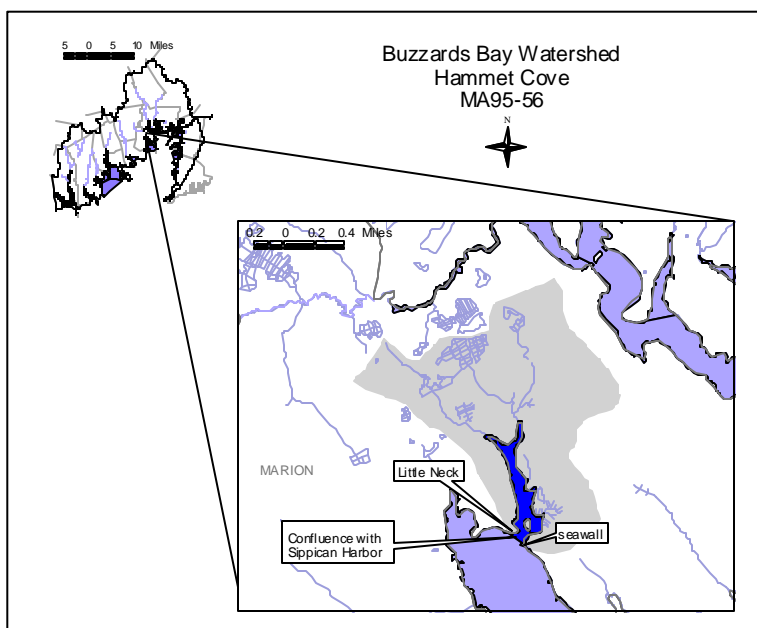 5 0 5 10 Miles
Buzzards Bay Watershed
Hammet Cove
MA95-56
N
0.2 0 0.2 0.4 Miles
MARION
Little Neck
Confluence with
Sippican Harbor
seawall